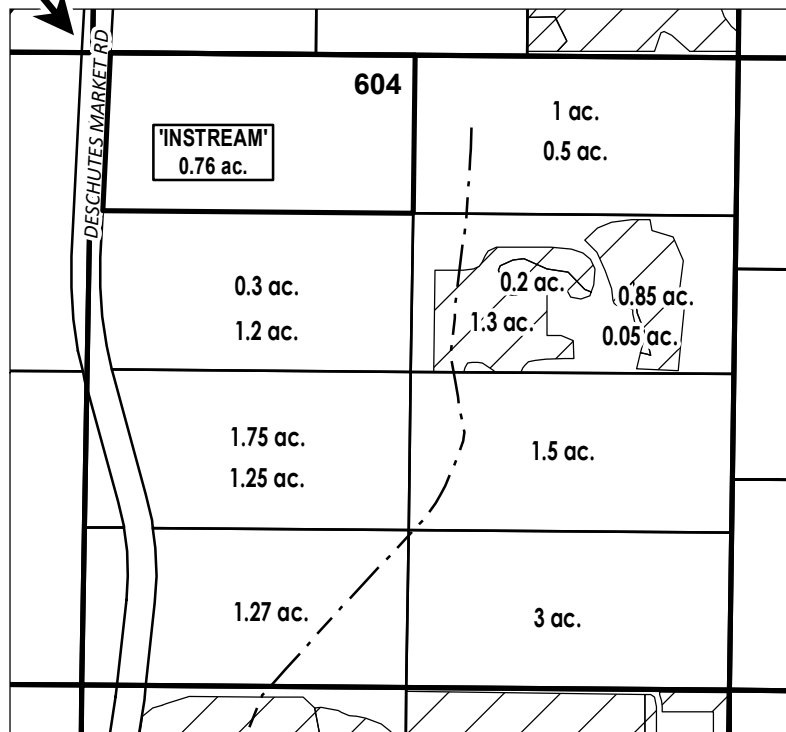 DESCHUTES MARKET RD
604
'INSTREAM'
0.76 ac.
1 ac.
0.5 ac.
0.3 ac.
1.2 ac.
0.2 ac.
1.3 ac.
0.85 ac.
0.05 ac.
1.75 ac.
1.25 ac.
1.5 ac.
1.27 ac.
3 ac.